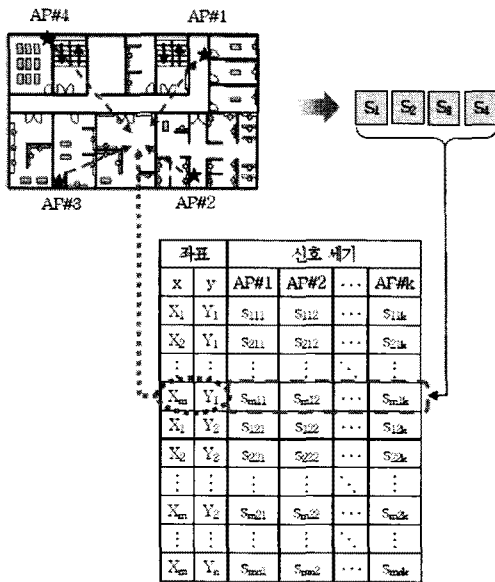 AP#4 AP#1
AP#3 AP#2
S₁ S₂ S₃ S₄
좌표 신호 세기
x y AP#1 AP#2 ⋯ AP#k
X₁ Y₁ S₁₁₁ S₁₁₂ ⋯ S₁₁ₖ
X₂ Y₁ S₂₁₁ S₂₁₂ ⋯ S₂₁ₖ
⋮ ⋮ ⋮ ⋮ ⋱ ⋮
Xₘ Y₁ Sₘ₁₁ Sₘ₁₂ ⋯ Sₘ₁ₖ
X₁ Y₂ S₁₂₁ S₁₂₂ ⋯ S₁₂ₖ
X₂ Y₂ S₂₂₁ S₂₂₂ ⋯ S₂₂ₖ
⋮ ⋮ ⋮ ⋮ ⋱ ⋮
Xₘ Y₂ Sₘ₂₁ Sₘ₂₂ ⋯ Sₘ₂ₖ
⋮ ⋮ ⋮ ⋮ ⋱ ⋮
Xₘ Yₙ Sₘₙ₁ Sₘₙ₂ ⋯ Sₘₙₖ